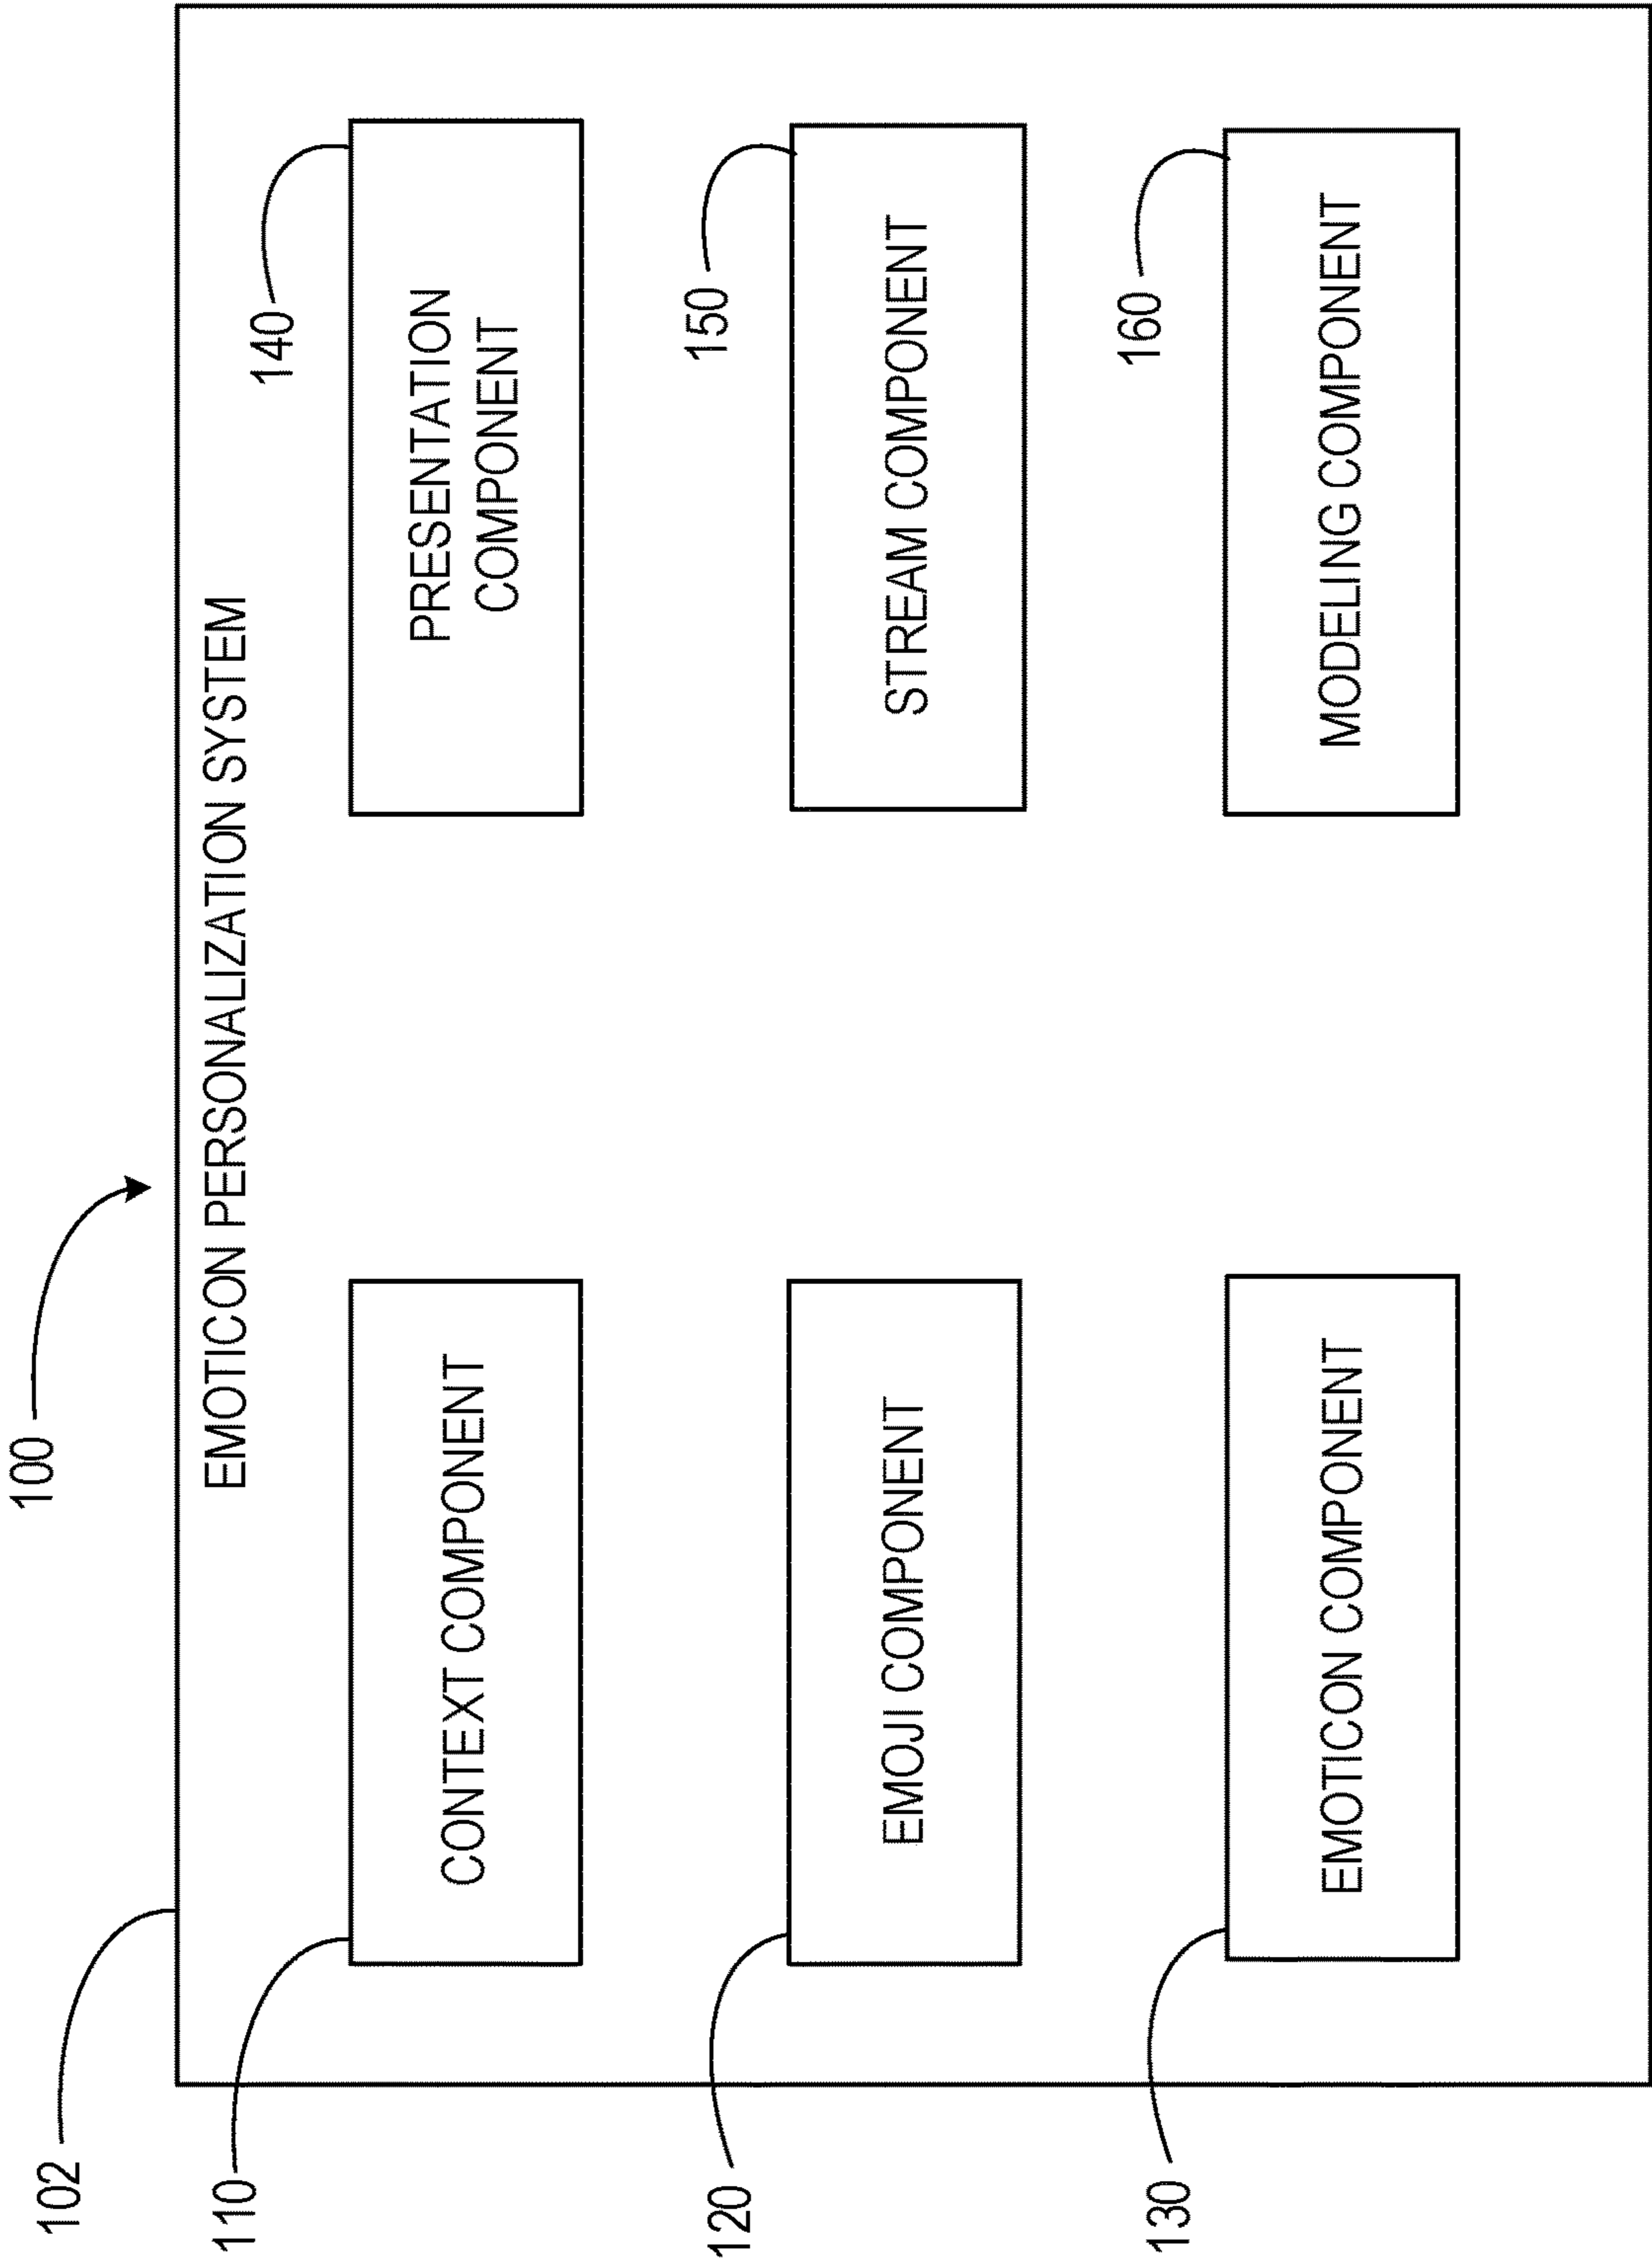 100
102
EMOTICON PERSONALIZATION SYSTEM
110
CONTEXT COMPONENT
120
EMOJI COMPONENT
130
EMOTICON COMPONENT
140
PRESENTATION
COMPONENT
150
STREAM COMPONENT
160
MODELING COMPONENT